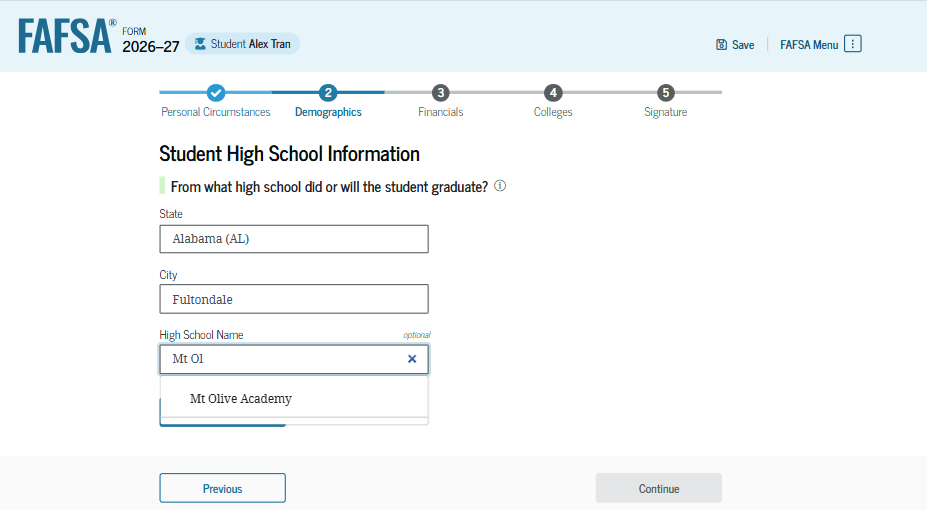 FAFSA® FORM 2026–27 Student Alex Tran Save FAFSA Menu
2 3 4 5
Personal Circumstances Demographics Financials Colleges Signature
Student High School Information
From what high school did or will the student graduate?
State
Alabama (AL)
City
Fultondale
High School Name optional
Mt Ol
Mt Olive Academy
Previous Continue